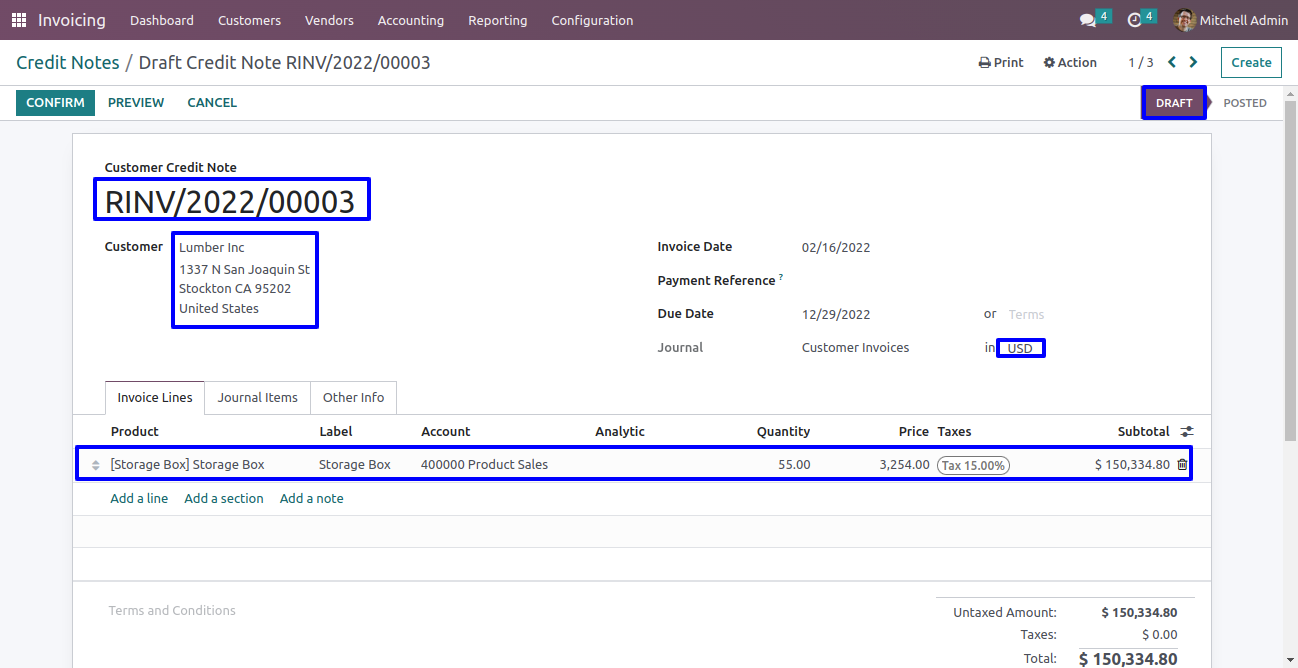 Invoicing Dashboard Customers Vendors Accounting Reporting Configuration 4 4 Mitchell Admin
Credit Notes / Draft Credit Note RINV/2022/00003 Print Action 1 / 3 Create
CONFIRM PREVIEW CANCEL DRAFT POSTED
Customer Credit Note
RINV/2022/00003
Customer Lumber Inc Invoice Date 02/16/2022
1337 N San Joaquin St
Payment Reference ?
Stockton CA 95202
United States
Due Date 12/29/2022 or Terms
Journal Customer Invoices in USD
Invoice Lines Journal Items Other Info
Product Label Account Analytic Quantity Price Taxes Subtotal
[Storage Box] Storage Box Storage Box 400000 Product Sales 55.00 3,254.00 Tax 15.00% $ 150,334.80
Add a line Add a section Add a note
Terms and Conditions Untaxed Amount: $ 150,334.80
Taxes: $ 0.00
Total: $ 150,334.80